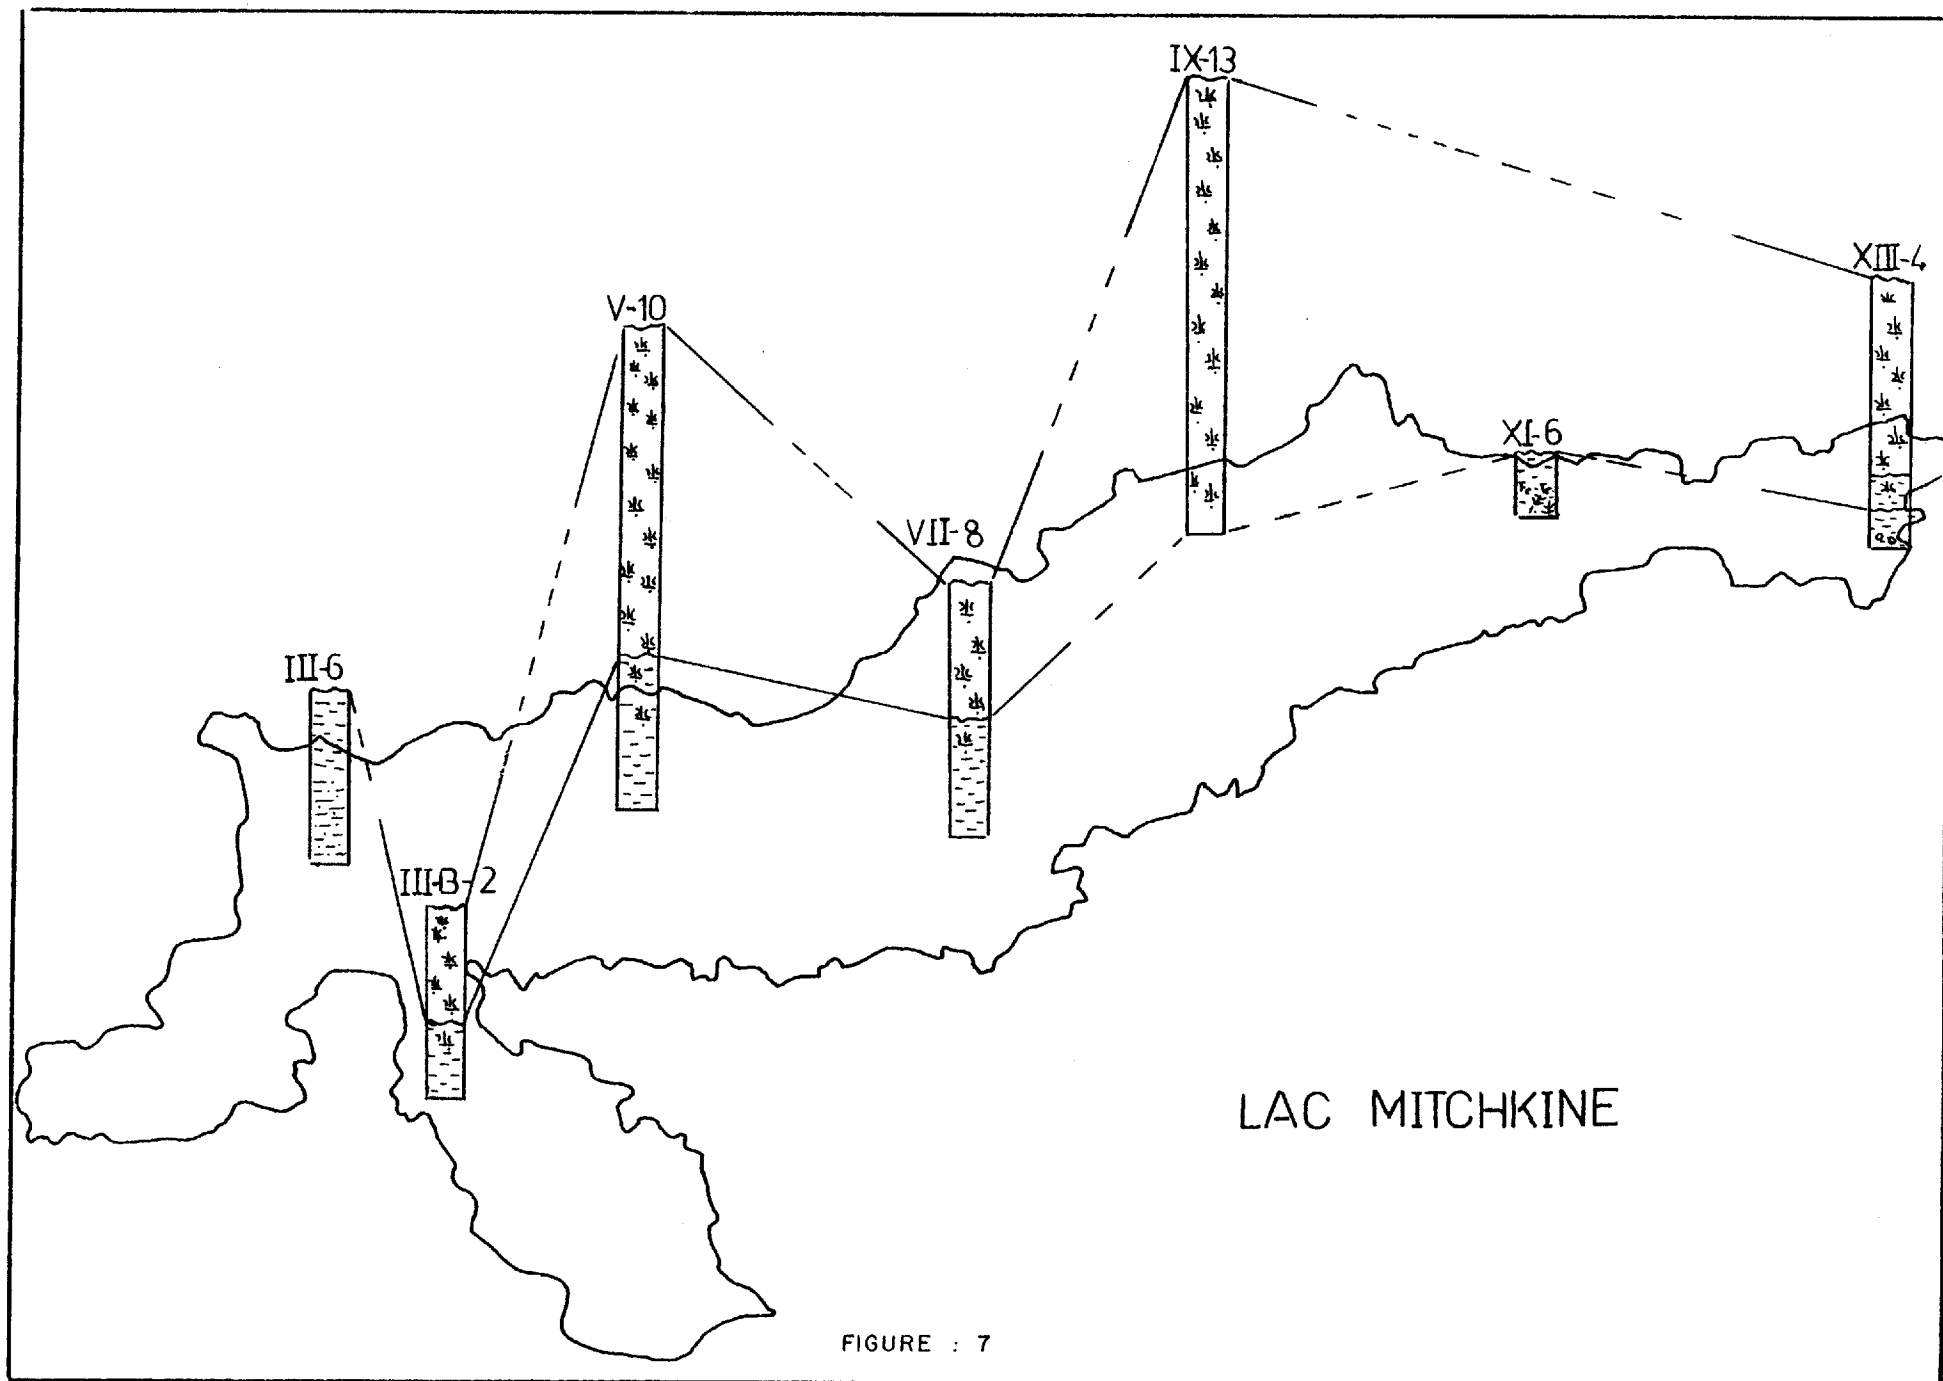 IX-13
XIII-4
V-10
XI-6
VII-8
III-6
III-B-2
LAC MITCHKINE
FIGURE : 7